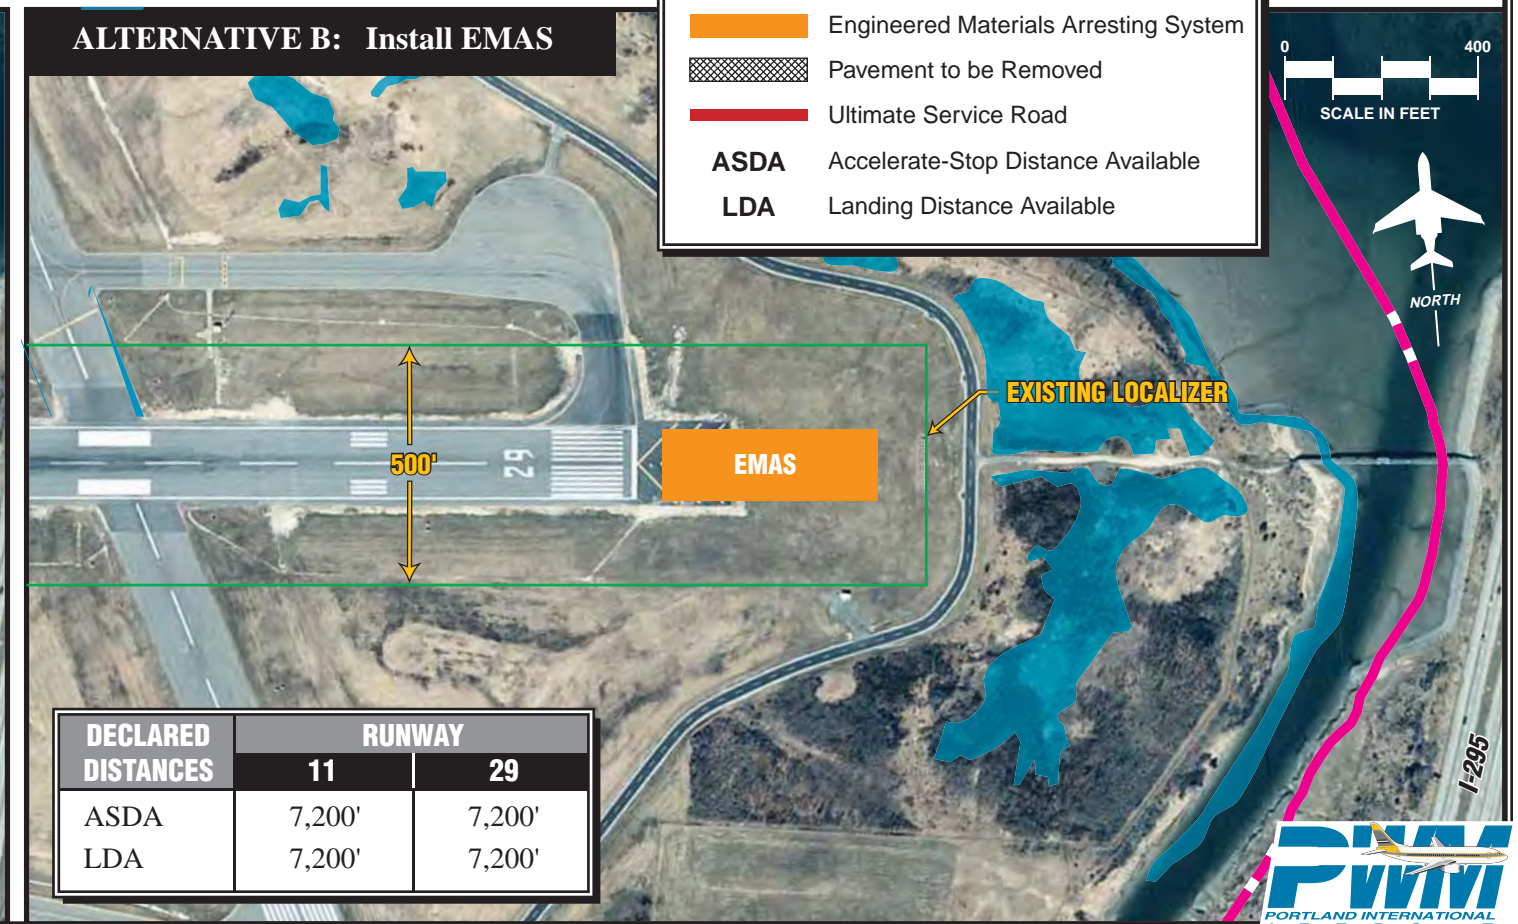 ALTERNATIVE B: Install EMAS
Engineered Materials Arresting System
Pavement to be Removed
Ultimate Service Road
ASDA Accelerate-Stop Distance Available
LDA Landing Distance Available
0 400
SCALE IN FEET
NORTH
EXISTING LOCALIZER
500'
29
EMAS
DECLARED DISTANCES
RUNWAY
11 29
ASDA 7,200' 7,200'
LDA 7,200' 7,200'
I-295
PWM
PORTLAND INTERNATIONAL